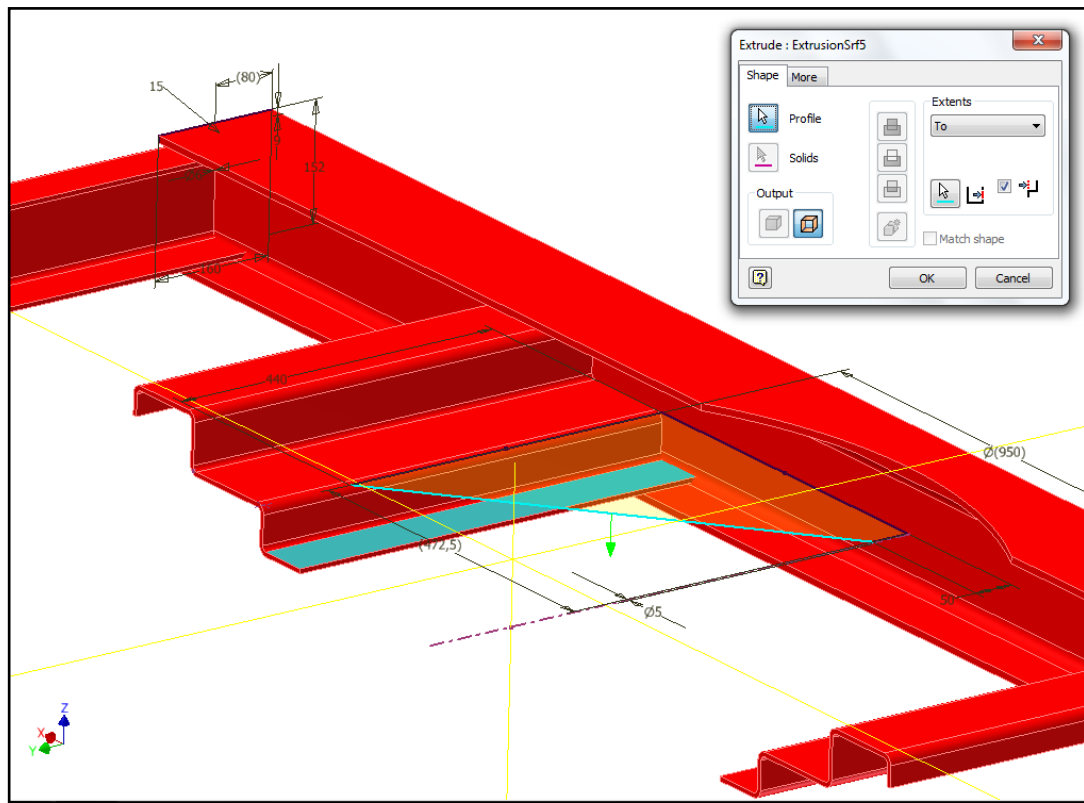 Extrude : ExtrusionSrf5
Shape
More
Profile
Solids
Output
Extents
To
Match shape
OK
Cancel
(80)
15
152
160
440
Ø(950)
(472,5)
50
Ø5
Z
X
Y